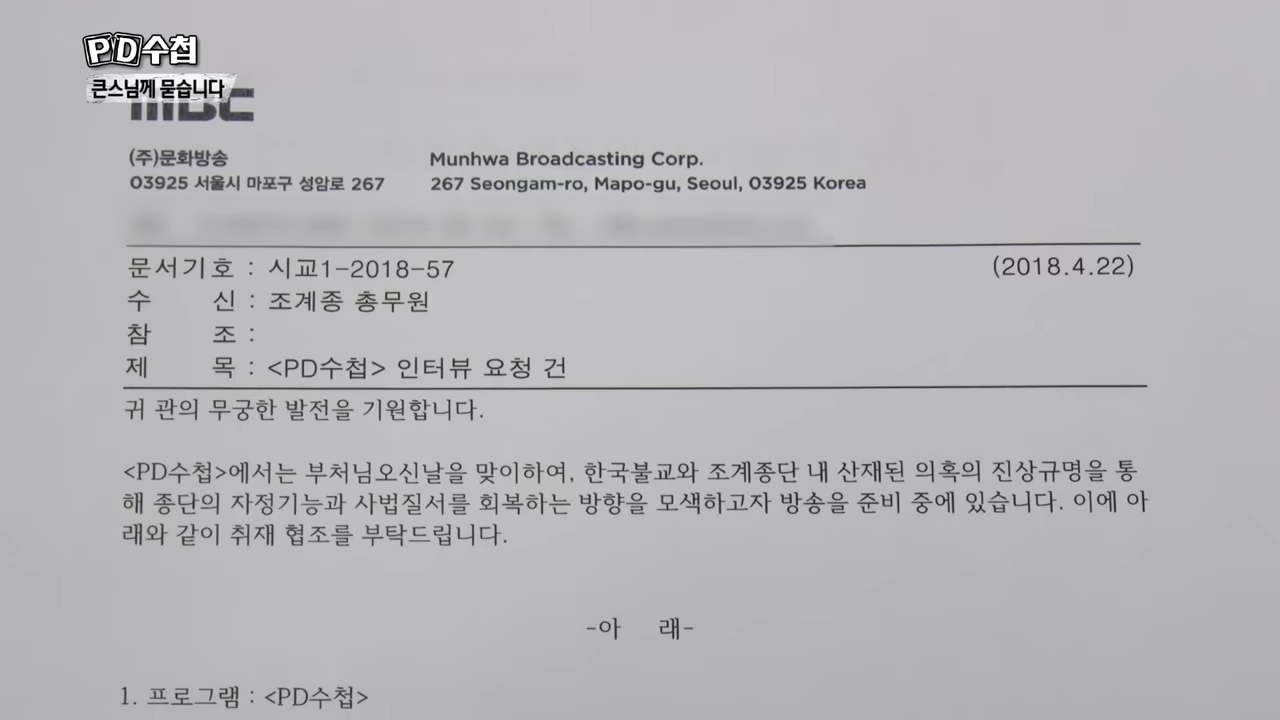 PD수첩
큰스님께 묻습니다
MBC
(주)문화방송 Munhwa Broadcasting Corp.
03925 서울시 마포구 성암로 267 267 Seongam-ro, Mapo-gu, Seoul, 03925 Korea
문서기호 : 시교1-2018-57 (2018.4.22)
수 신 : 조계종 총무원
참 조 :
제 목 : <PD수첩> 인터뷰 요청 건
귀 관의 무궁한 발전을 기원합니다.
<PD수첩>에서는 부처님오신날을 맞이하여, 한국불교와 조계종단 내 산재된 의혹의 진상규명을 통
해 종단의 자정기능과 사법질서를 회복하는 방향을 모색하고자 방송을 준비 중에 있습니다. 이에 아
래와 같이 취재 협조를 부탁드립니다.
-아 래-
1. 프로그램 : <PD수첩>